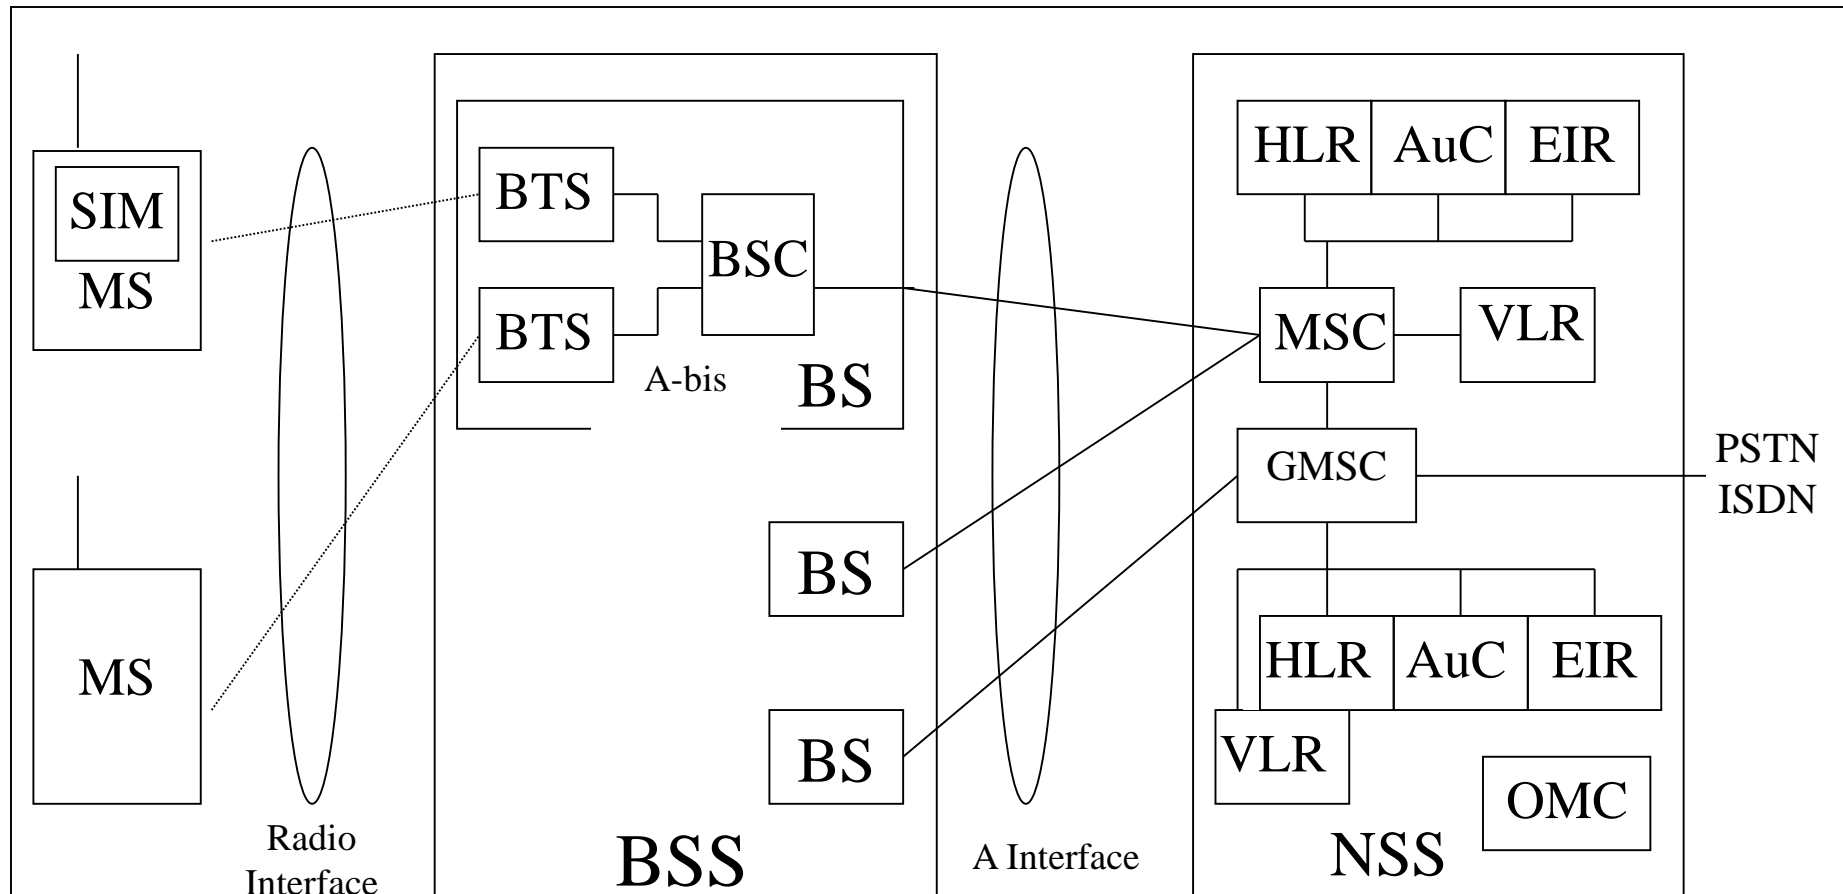 SIM
MS
MS
Radio
Interface
BTS
BTS
BSC
A-bis
BS
BS
BS
BSS
A Interface
HLR AuC EIR
MSC VLR
GMSC
PSTN
ISDN
HLR AuC EIR
VLR
OMC
NSS